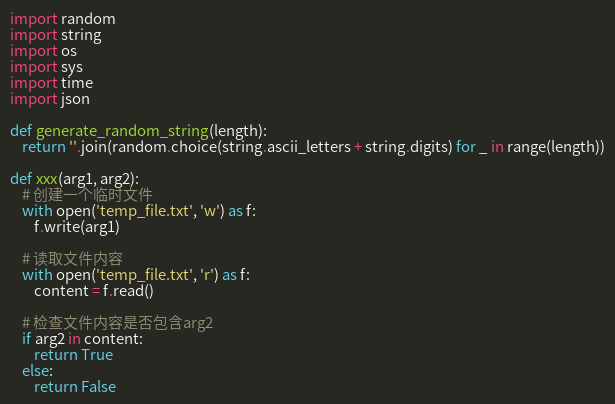 import random
import string
import os
import sys
import time
import json

def generate_random_string(length):
    return ''.join(random.choice(string.ascii_letters + string.digits) for _ in range(length))

def xxx(arg1, arg2):
    # 创建一个临时文件
    with open('temp_file.txt', 'w') as f:
        f.write(arg1)

    # 读取文件内容
    with open('temp_file.txt', 'r') as f:
        content = f.read()

    # 检查文件内容是否包含arg2
    if arg2 in content:
        return True
    else:
        return False